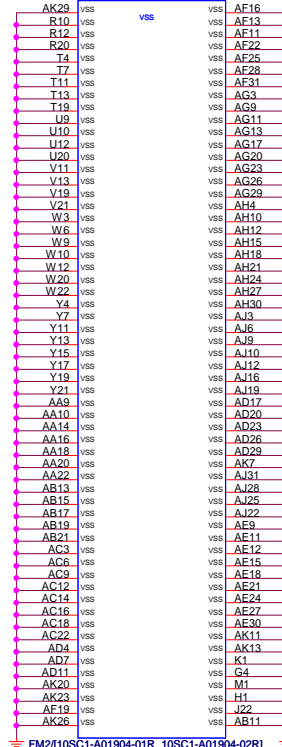 VSS
AK29 VSS VSS AF16
R10 VSS VSS AF13
R12 VSS VSS AF11
R20 VSS VSS AF22
T4 VSS VSS AF25
T7 VSS VSS AF28
T11 VSS VSS AF31
T13 VSS VSS AG3
T19 VSS VSS AG9
U9 VSS VSS AG11
U10 VSS VSS AG13
U12 VSS VSS AG17
U20 VSS VSS AG20
V11 VSS VSS AG23
V13 VSS VSS AG26
V19 VSS VSS AG29
V21 VSS VSS AH4
W3 VSS VSS AH10
W6 VSS VSS AH12
W9 VSS VSS AH15
W10 VSS VSS AH18
W12 VSS VSS AH21
W20 VSS VSS AH24
W22 VSS VSS AH27
Y4 VSS VSS AH30
Y7 VSS VSS AJ3
Y11 VSS VSS AJ6
Y13 VSS VSS AJ9
Y15 VSS VSS AJ10
Y17 VSS VSS AJ12
Y19 VSS VSS AJ16
Y21 VSS VSS AJ19
AA9 VSS VSS AD17
AA10 VSS VSS AD20
AA14 VSS VSS AD23
AA16 VSS VSS AD26
AA18 VSS VSS AD29
AA20 VSS VSS AK7
AA22 VSS VSS AJ31
AB13 VSS VSS AJ28
AB15 VSS VSS AJ25
AB17 VSS VSS AJ22
AB19 VSS VSS AE9
AB21 VSS VSS AE11
AC3 VSS VSS AE12
AC6 VSS VSS AE15
AC9 VSS VSS AE18
AC12 VSS VSS AE21
AC14 VSS VSS AE24
AC16 VSS VSS AE27
AC18 VSS VSS AE30
AC22 VSS VSS AK11
AD4 VSS VSS AK13
AD7 VSS VSS K1
AD11 VSS VSS G4
AK20 VSS VSS M1
AK23 VSS VSS H1
AF19 VSS VSS J22
AK26 VSS VSS AB11
FM2/[10SC1-A01904-01R_10SC1-A01904-02R]